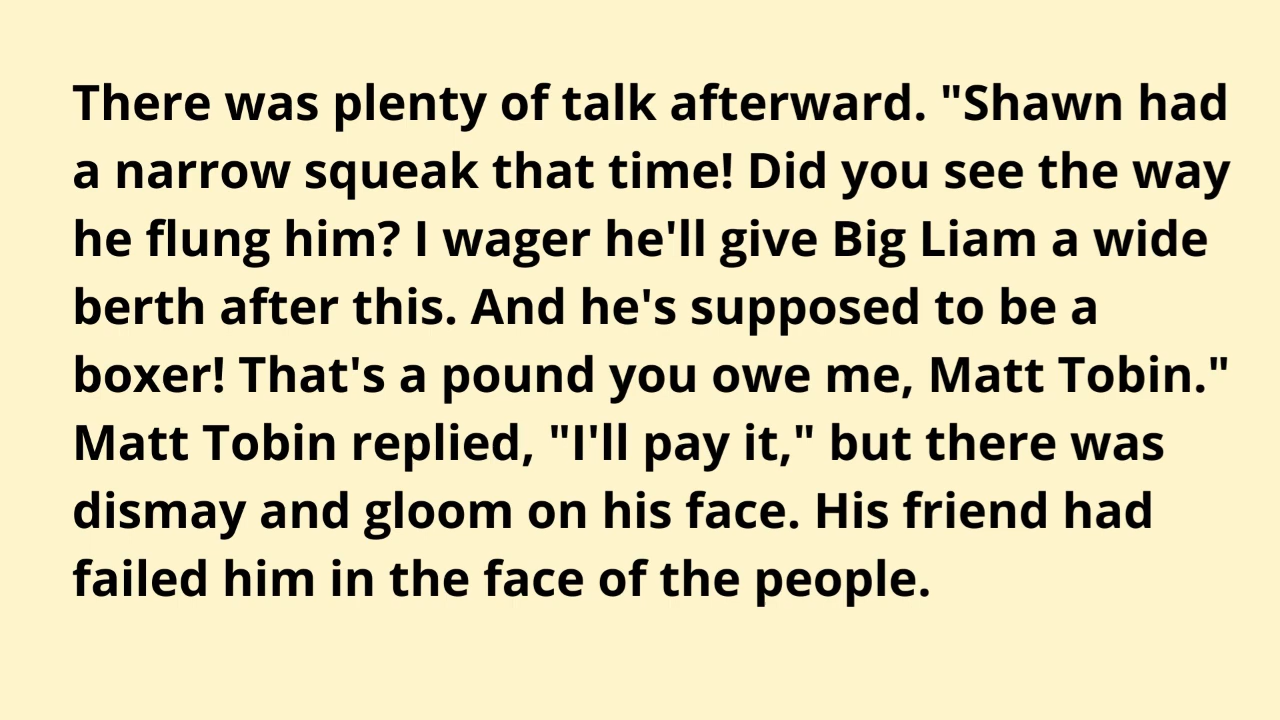 There was plenty of talk afterward. "Shawn had
a narrow squeak that time! Did you see the way
he flung him? I wager he'll give Big Liam a wide
berth after this. And he's supposed to be a
boxer! That's a pound you owe me, Matt Tobin."
Matt Tobin replied, "I'll pay it," but there was
dismay and gloom on his face. His friend had
failed him in the face of the people.